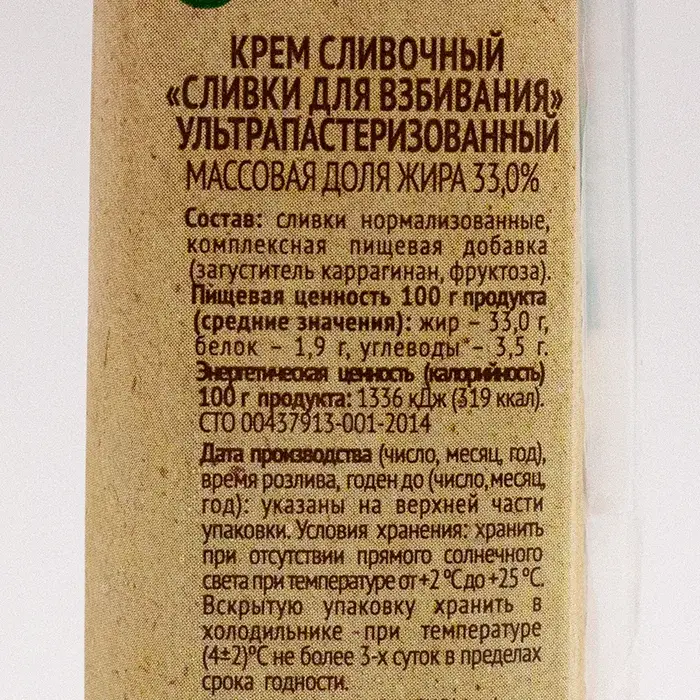 КРЕМ СЛИВОЧНЫЙ
«СЛИВКИ ДЛЯ ВЗБИВАНИЯ»
УЛЬТРАПАСТЕРИЗОВАННЫЙ
МАССОВАЯ ДОЛЯ ЖИРА 33,0%
Состав: сливки нормализованные,
комплексная пищевая добавка
(загуститель каррагинан, фруктоза).
Пищевая ценность 100 г продукта
(средние значения): жир – 33,0 г,
белок – 1,9 г, углеводы – 3,5 г.
Энергетическая ценность (калорийность)
100 г продукта: 1336 кДж (319 ккал).
СТО 00437913-001-2014
Дата производства (число, месяц, год),
время розлива, годен до (число, месяц,
год): указаны на верхней части
упаковки. Условия хранения: хранить
при отсутствии прямого солнечного
света при температуре от +2 °С до +25 °С.
Вскрытую упаковку хранить в
холодильнике - при температуре
(4±2)°С не более 3-х суток в пределах
срока годности.